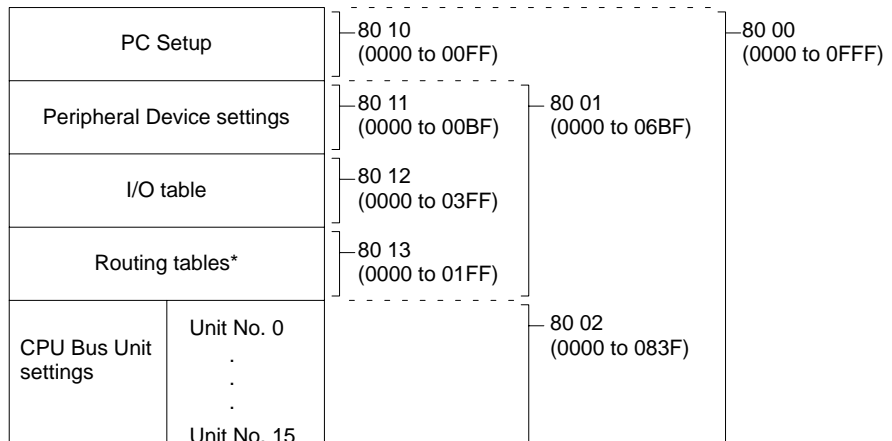 PC Setup
80 10
(0000 to 00FF)
80 00
(0000 to 0FFF)
Peripheral Device settings
80 11
(0000 to 00BF)
80 01
(0000 to 06BF)
I/O table
80 12
(0000 to 03FF)
Routing tables*
80 13
(0000 to 01FF)
CPU Bus Unit
settings
Unit No. 0
.
.
.
Unit No. 15
80 02
(0000 to 083F)